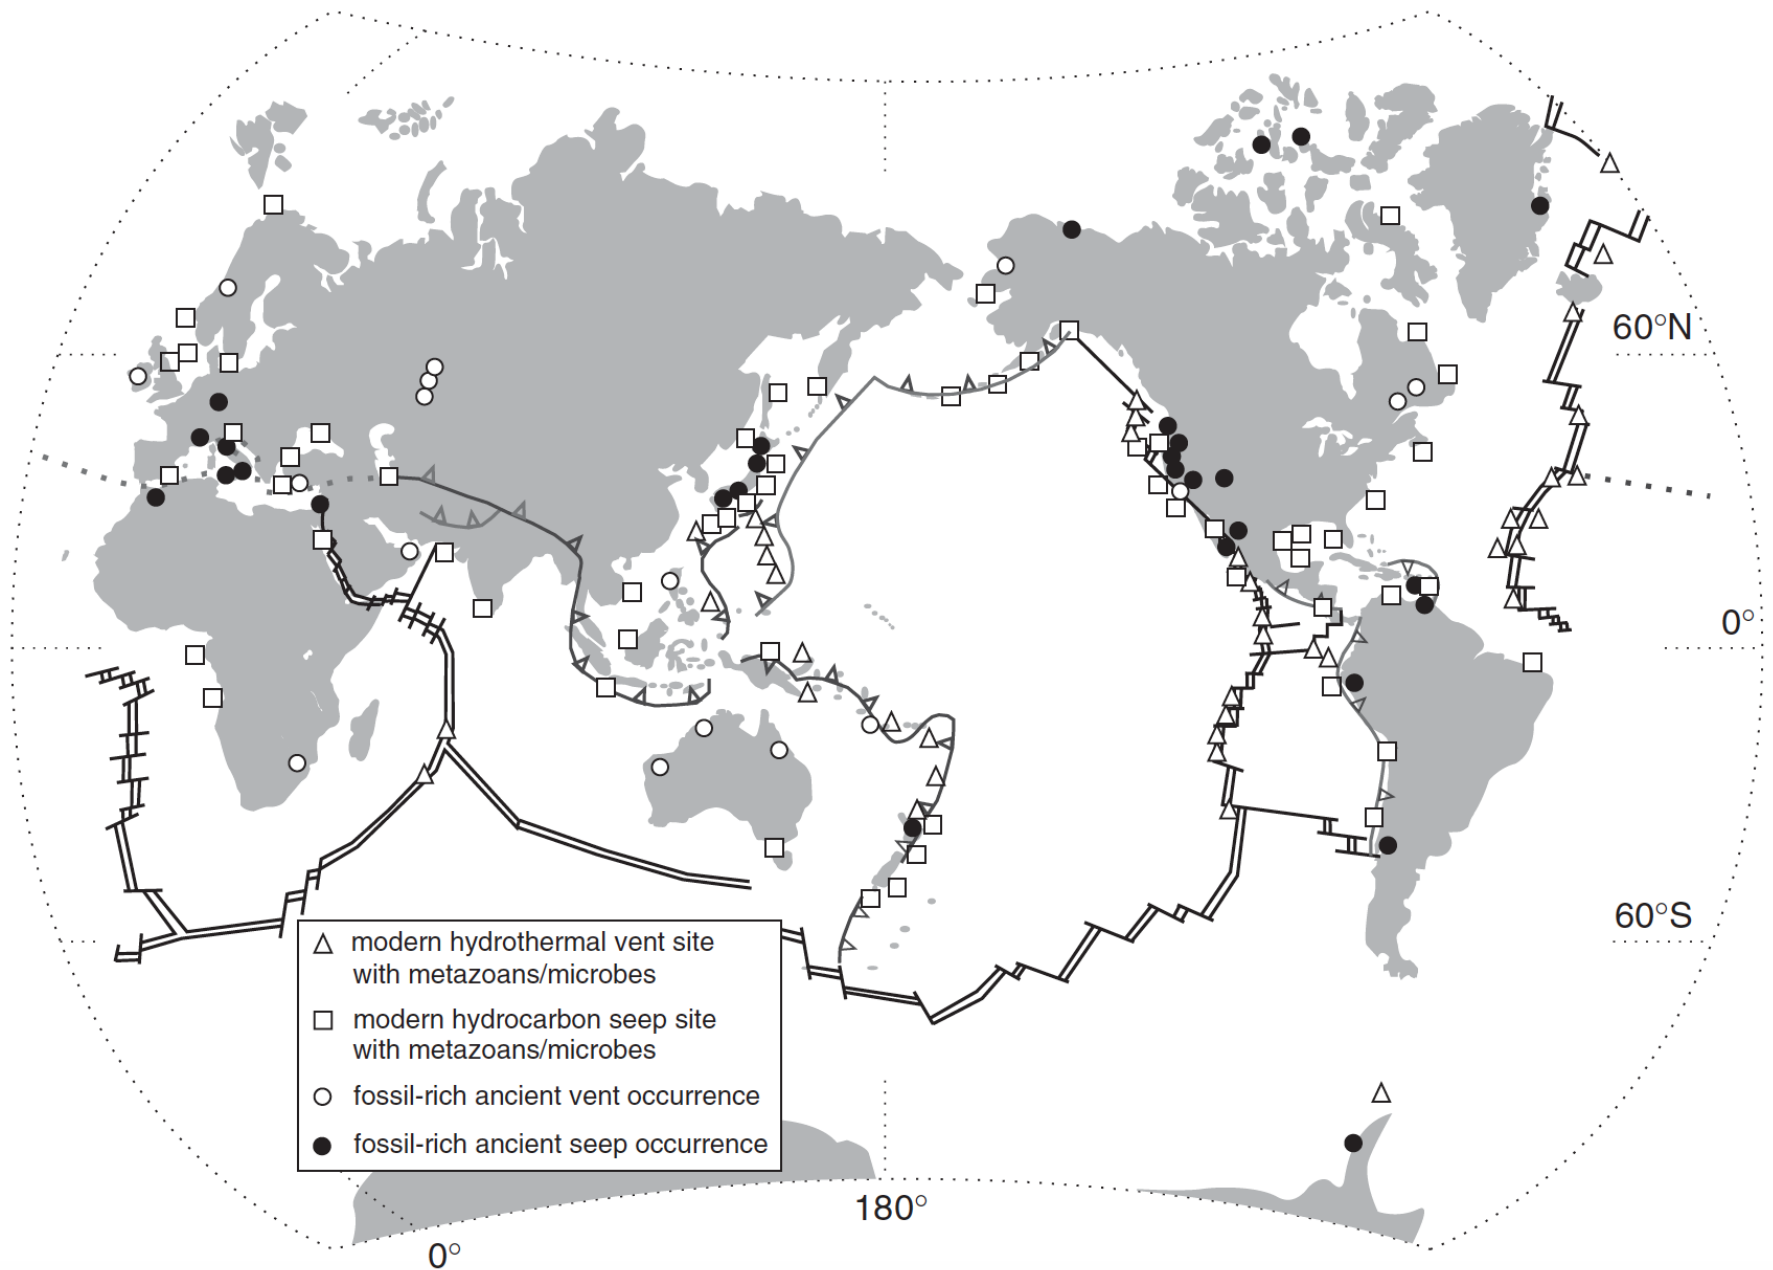 60°N
0°
60°S
modern hydrothermal vent site
with metazoans/microbes
modern hydrocarbon seep site
with metazoans/microbes
fossil-rich ancient vent occurrence
fossil-rich ancient seep occurrence
180°
0°